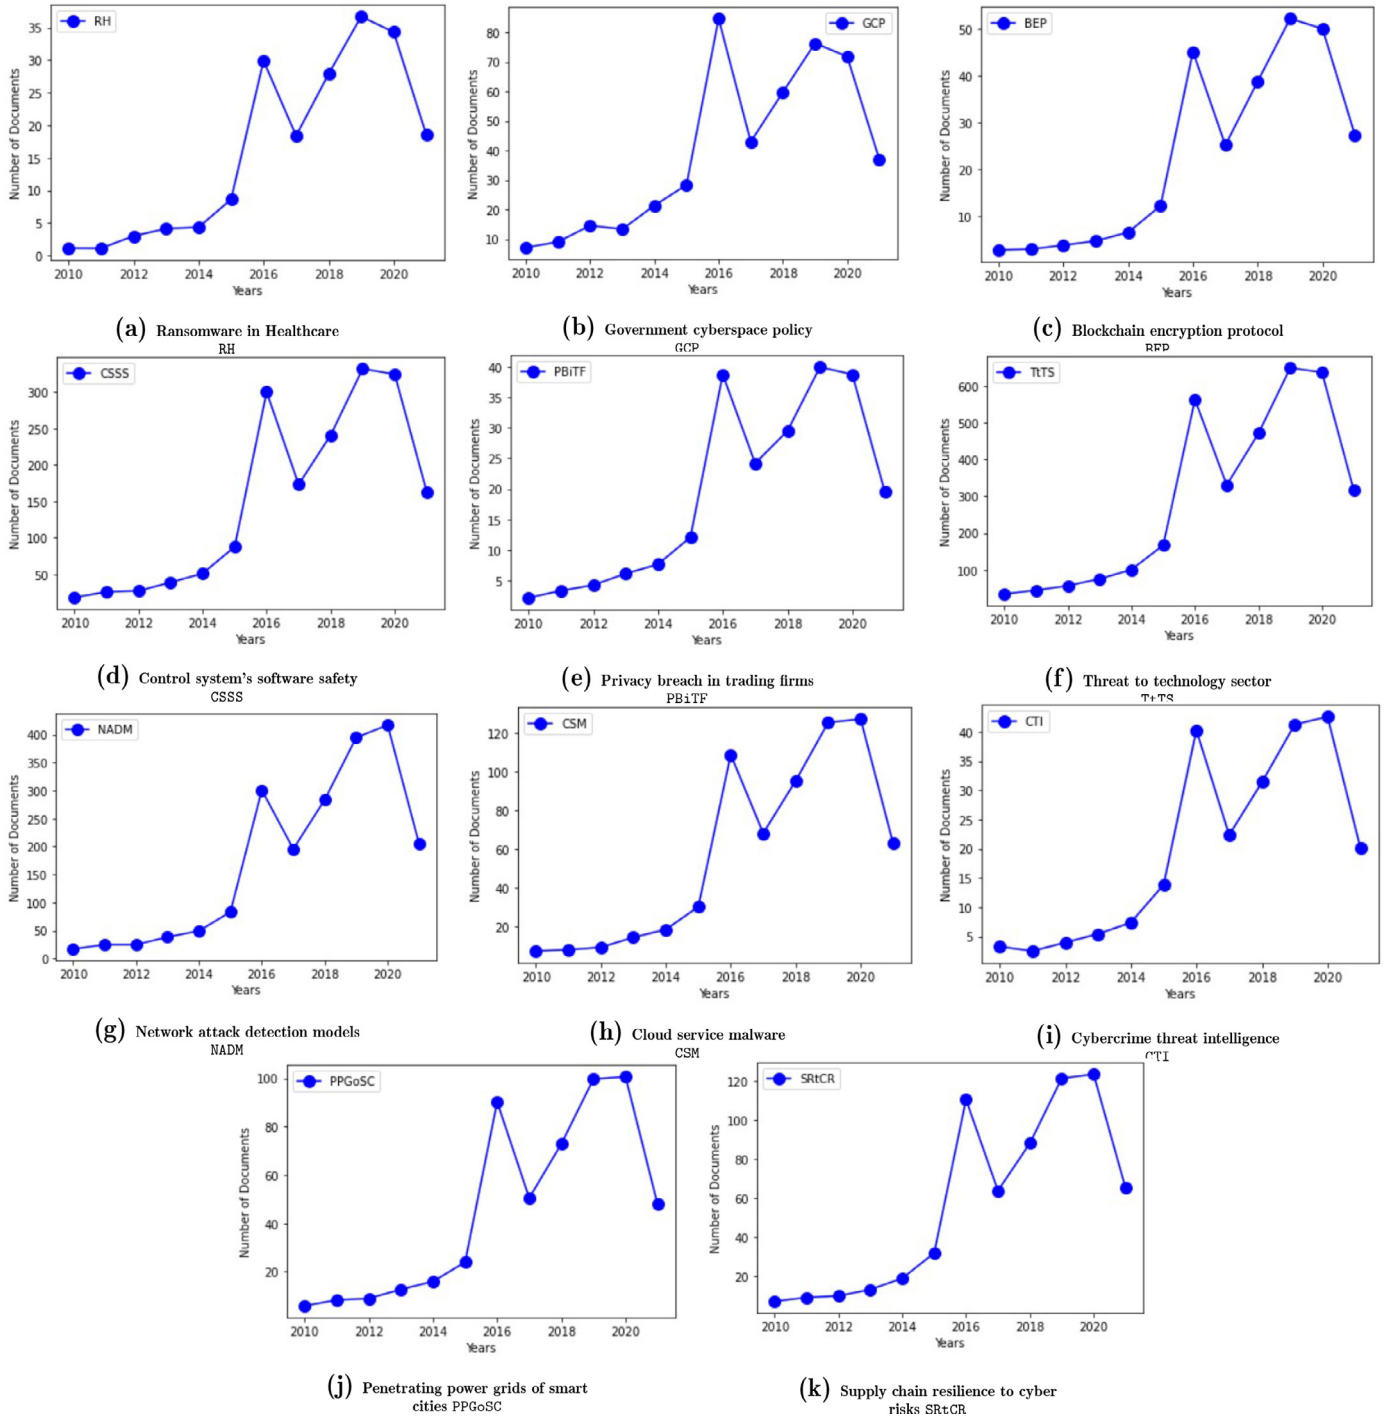 RH
Number of Documents
35
30
25
20
15
10
5
0
2010 2012 2014 2016 2018 2020
Years
(a) Ransomware in Healthcare
RH
GCP
Number of Documents
80
70
60
50
40
30
20
10
2010 2012 2014 2016 2018 2020
Years
(b) Government cyberspace policy
GCP
BEP
Number of Documents
50
40
30
20
10
2010 2012 2014 2016 2018 2020
Years
(c) Blockchain encryption protocol
BEP
CSSS
Number of Documents
300
250
200
150
100
50
2010 2012 2014 2016 2018 2020
Years
(d) Control system's software safety
CSSS
PBiTF
Number of Documents
40
35
30
25
20
15
10
5
2010 2012 2014 2016 2018 2020
Years
(e) Privacy breach in trading firms
PBiTF
TtTS
Number of Documents
600
500
400
300
200
100
2010 2012 2014 2016 2018 2020
Years
(f) Threat to technology sector
TtTS
NADM
Number of Documents
400
350
300
250
200
150
100
50
0
2010 2012 2014 2016 2018 2020
Years
(g) Network attack detection models
NADM
CSM
Number of Documents
120
100
80
60
40
20
2010 2012 2014 2016 2018 2020
Years
(h) Cloud service malware
CSM
CTI
Number of Documents
40
35
30
25
20
15
10
5
2010 2012 2014 2016 2018 2020
Years
(i) Cybercrime threat intelligence
CTI
PPGoSC
Number of Documents
100
80
60
40
20
2010 2012 2014 2016 2018 2020
Years
(j) Penetrating power grids of smart
cities PPGoSC
SRtCR
Number of Documents
120
100
80
60
40
20
2010 2012 2014 2016 2018 2020
Years
(k) Supply chain resilience to cyber
risks SRtCR